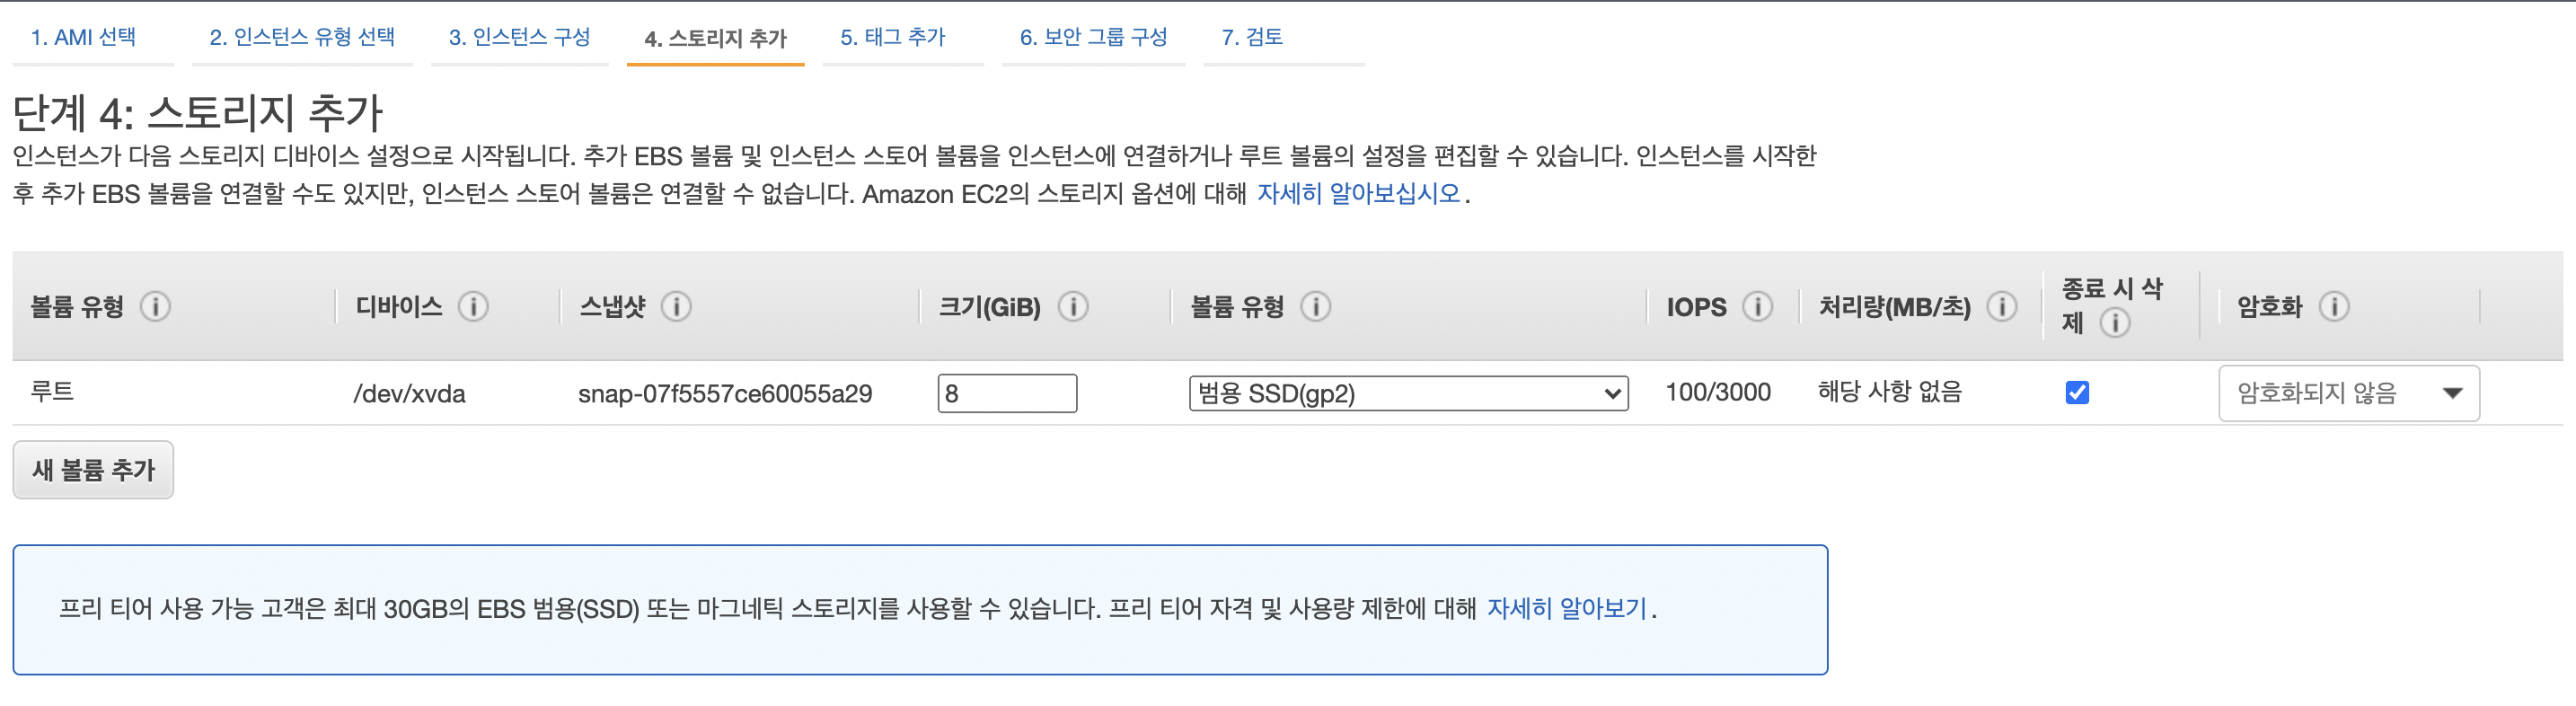 1. AMI 선택 2. 인스턴스 유형 선택 3. 인스턴스 구성 4. 스토리지 추가 5. 태그 추가 6. 보안 그룹 구성 7. 검토
단계 4: 스토리지 추가
인스턴스가 다음 스토리지 디바이스 설정으로 시작됩니다. 추가 EBS 볼륨 및 인스턴스 스토어 볼륨을 인스턴스에 연결하거나 루트 볼륨의 설정을 편집할 수 있습니다. 인스턴스를 시작한
후 추가 EBS 볼륨을 연결할 수도 있지만, 인스턴스 스토어 볼륨은 연결할 수 없습니다. Amazon EC2의 스토리지 옵션에 대해 자세히 알아보십시오.
볼륨 유형 디바이스 스냅샷 크기(GiB) 볼륨 유형 IOPS 처리량(MB/초) 종료 시 삭
제 암호화
루트 /dev/xvda snap-07f5557ce60055a29 8 범용 SSD(gp2) 100/3000 해당 사항 없음 암호화되지 않음
새 볼륨 추가
프리 티어 사용 가능 고객은 최대 30GB의 EBS 범용(SSD) 또는 마그네틱 스토리지를 사용할 수 있습니다. 프리 티어 자격 및 사용량 제한에 대해 자세히 알아보기.